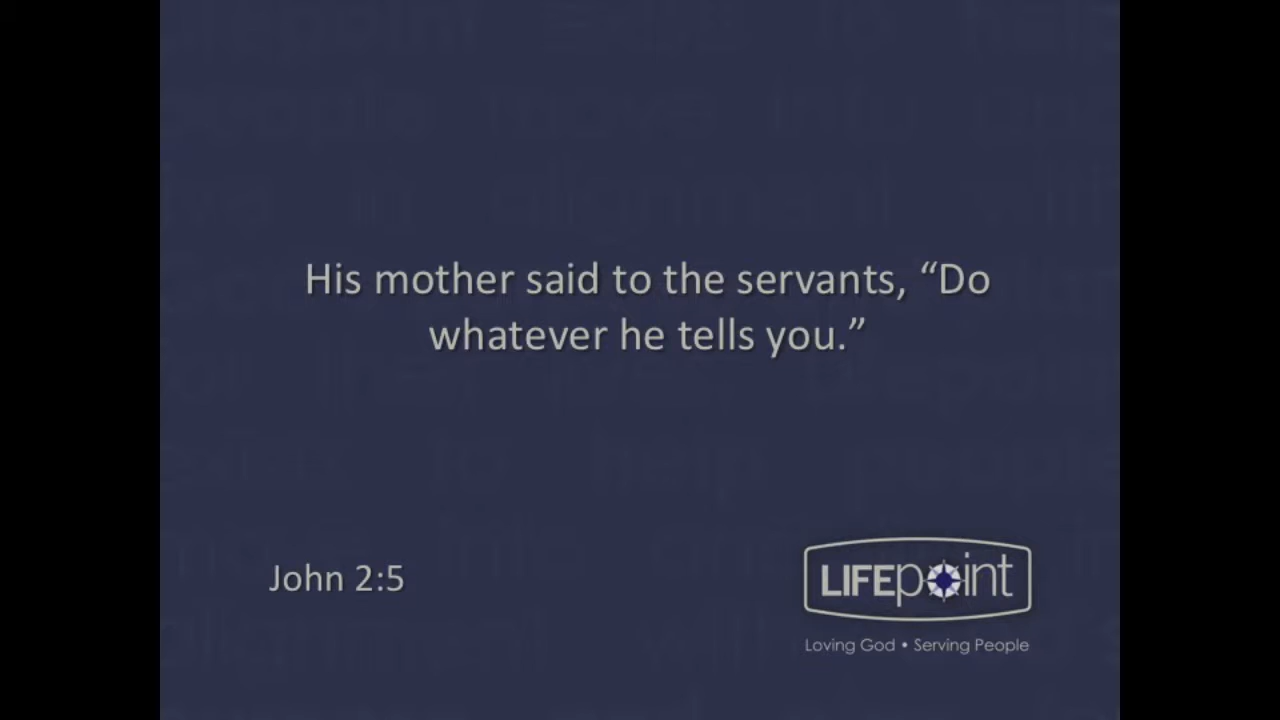 His mother said to the servants, “Do
whatever he tells you.”
John 2:5
LIFEpoint
Loving God • Serving People